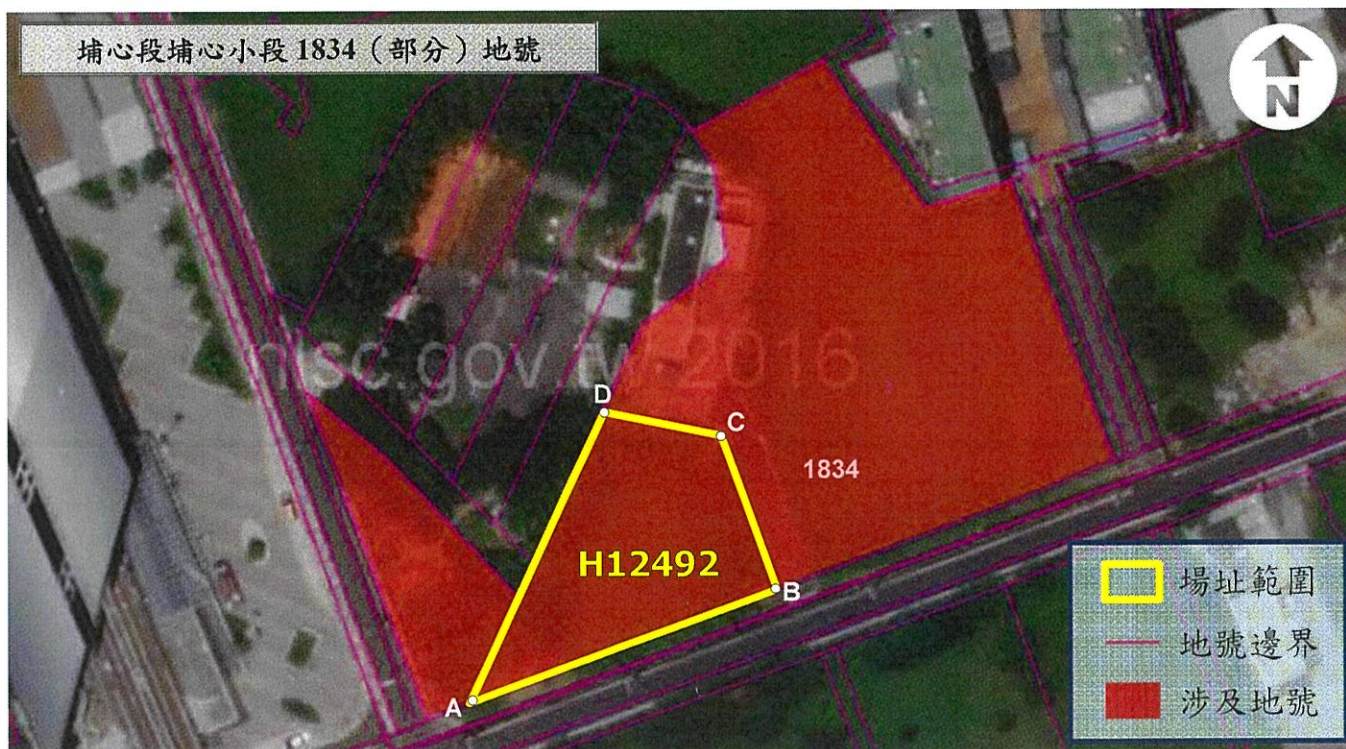 埔心段埔心小段 1834（部分）地號
N
nlsc.gov.tw 2016
D
C
1834
H12492
B
A
場址範圍
地號邊界
涉及地號